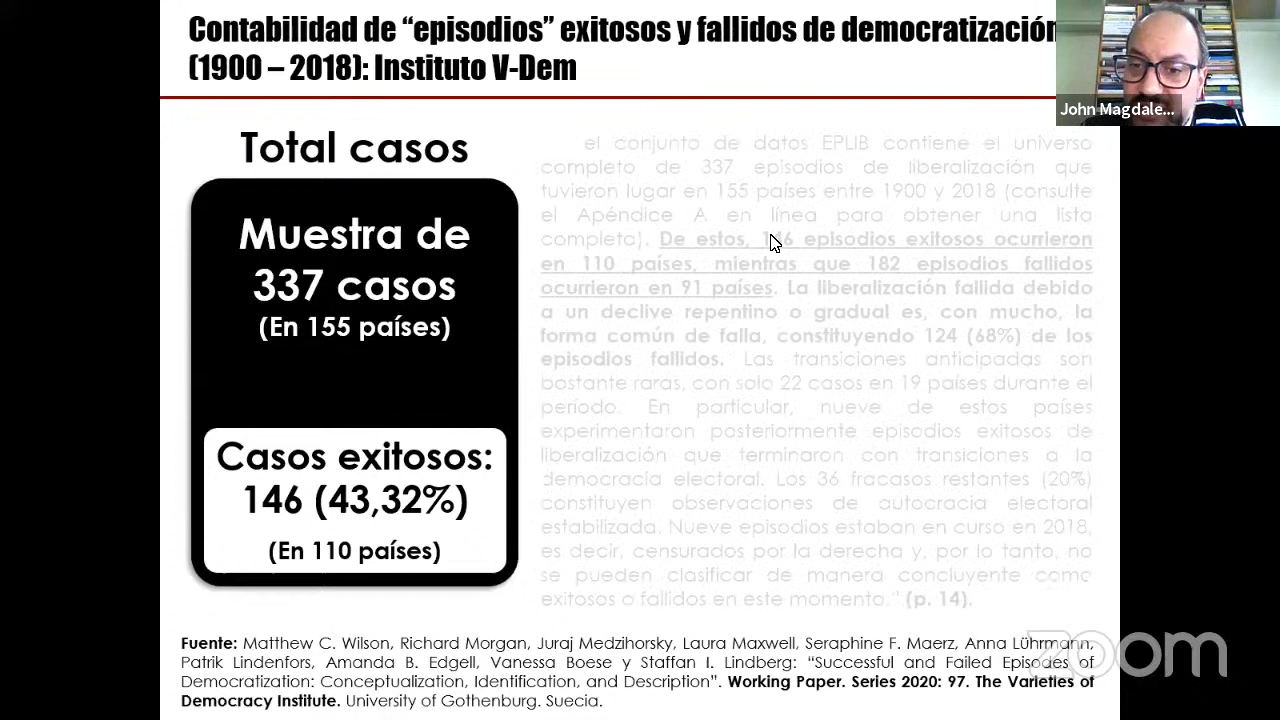 Contabilidad de “episodios” exitosos y fallidos de democratización
(1900 – 2018): Instituto V-Dem
John Magdale...
Total casos
Muestra de
337 casos
(En 155 países)
Casos exitosos:
146 (43,32%)
(En 110 países)
el conjunto de datos EPLIB contiene el universo
completo de 337 episodios de liberalización que
tuvieron lugar en 155 países entre 1900 y 2018 (consulte
el Apéndice A en línea para obtener una lista
completa). De estos, 146 episodios exitosos ocurrieron
en 110 países, mientras que 182 episodios fallidos
ocurrieron en 91 países. La liberalización fallida debido
a un declive repentino o gradual es, con mucho, la
forma común de falla, constituyendo 124 (68%) de los
episodios fallidos. Las transiciones anticipadas son
bastante raras, con solo 22 casos en 19 países durante el
período. En particular, nueve de estos países
experimentaron posteriormente episodios exitosos de
liberalización que terminaron con transiciones a la
democracia electoral. Los 36 fracasos restantes (20%)
constituyen observaciones de autocracia electoral
estabilizada. Nueve episodios estaban en curso en 2018,
es decir, censurados por la derecha y, por lo tanto, no
se pueden clasificar de manera concluyente como
exitosos o fallidos en este momento.” (p. 14).
Fuente: Matthew C. Wilson, Richard Morgan, Juraj Medzihorsky, Laura Maxwell, Seraphine F. Maerz, Anna Lührmann,
Patrik Lindenfors, Amanda B. Edgell, Vanessa Boese y Staffan I. Lindberg: “Successful and Failed Episodes of
Democratization: Conceptualization, Identification, and Description”. Working Paper. Series 2020: 97. The Varieties of
Democracy Institute. University of Gothenburg. Suecia.
zoom